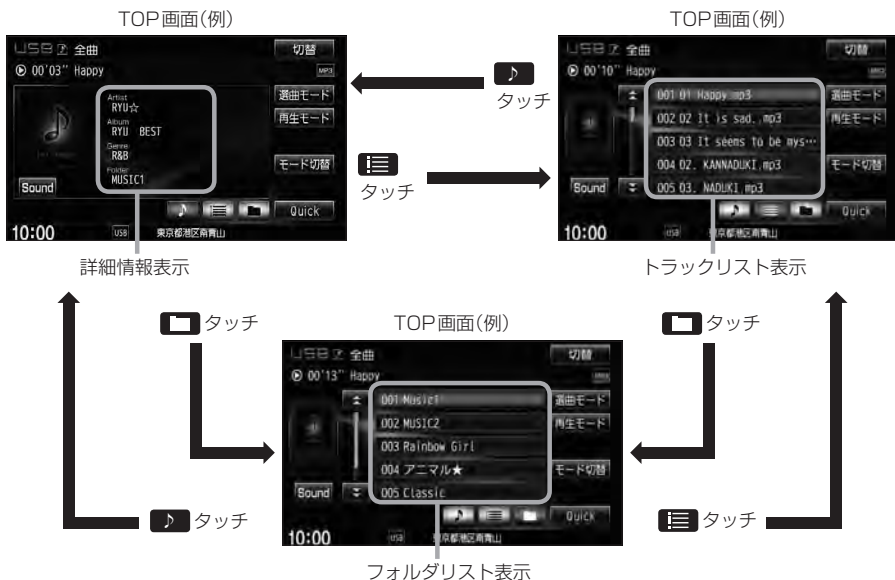 TOP画面(例)
USB 全曲
切替
00'03" Happy
MP3
選曲モード
再生モード
Artist
RYU☆
Album
RYU BEST
Genre
R&B
Folder
MUSIC1
モード切替
Sound
Quick
10:00
USB
東京都港区南青山
詳細情報表示
タッチ
タッチ
TOP画面(例)
USB 全曲
切替
00'10" Happy
MP3
選曲モード
再生モード
001 01 Happy mp3
002 02 It is sad..mp3
003 03 It seems to be mys…
004 02. KANNADUKI.mp3
005 03. NADUKI.mp3
モード切替
Sound
Quick
10:00
USB
東京都港区南青山
トラックリスト表示
タッチ
タッチ
TOP画面(例)
USB 全曲
切替
00'13" Happy
選曲モード
再生モード
001 Music1
002 MUSIC2
003 Rainbow Girl
004 アニマル★
005 Classic
モード切替
Sound
Quick
10:00
USB
東京都港区南青山
フォルダリスト表示
タッチ
タッチ